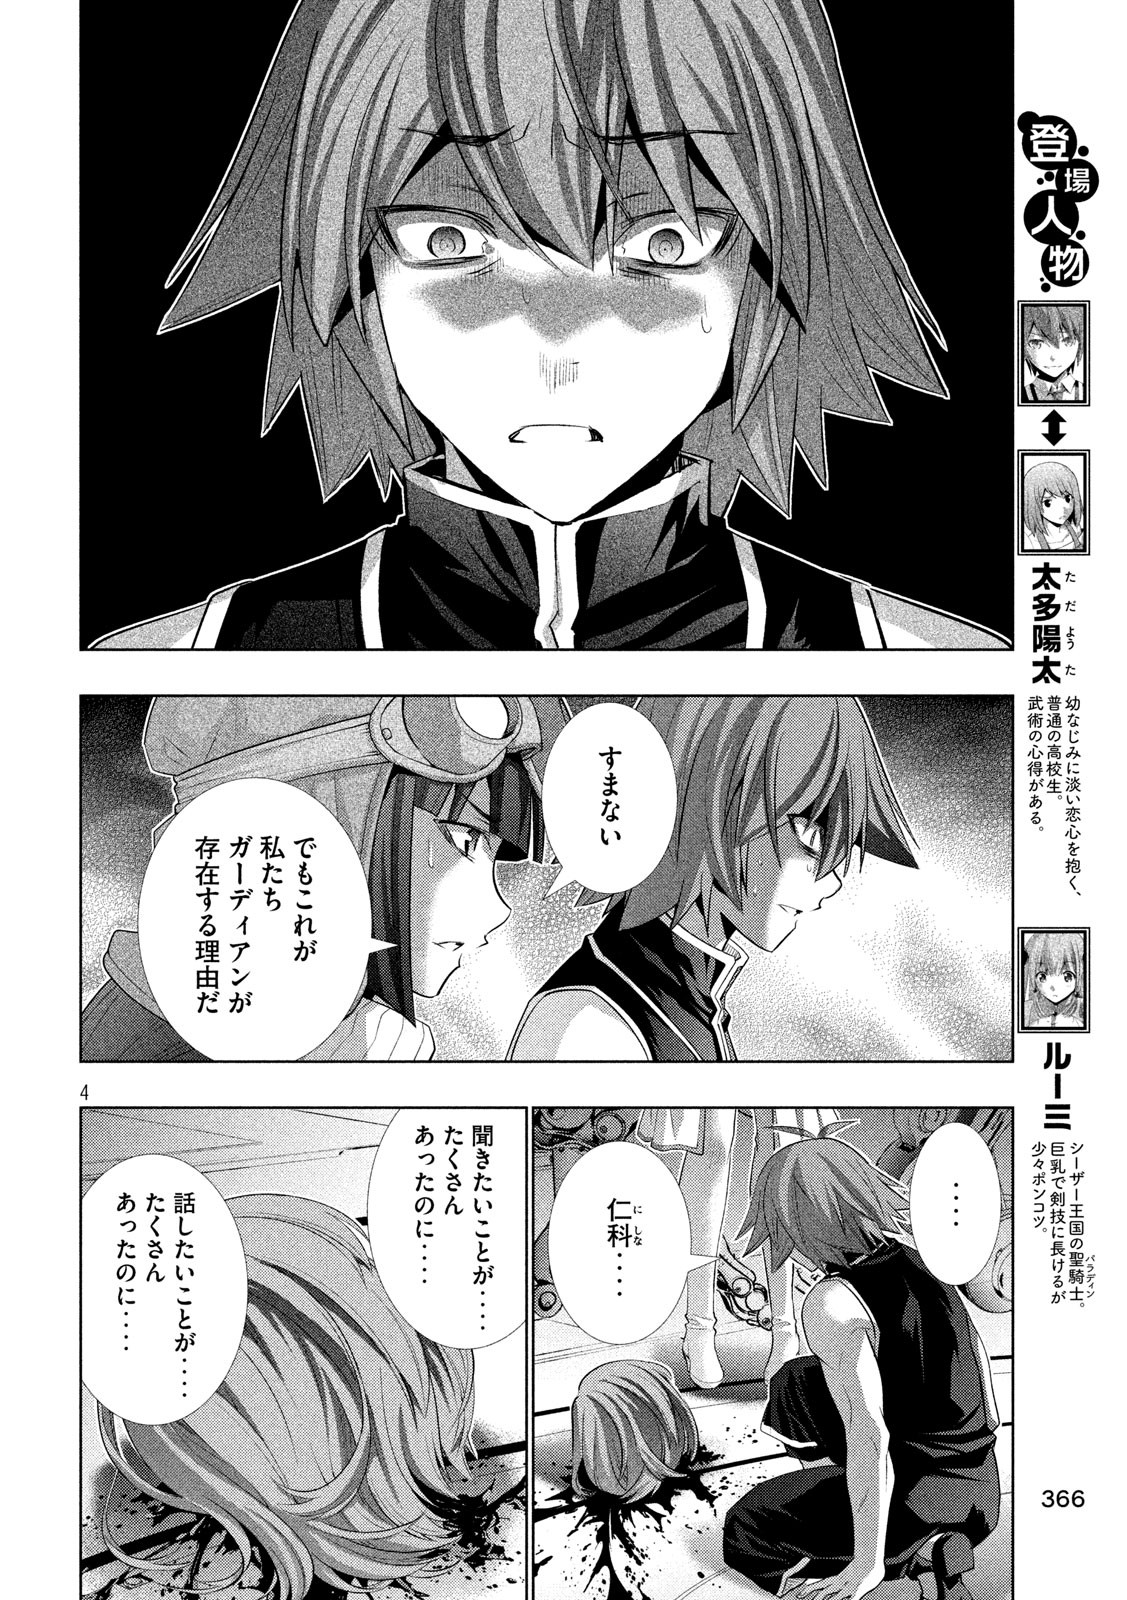 登場人物
太多陽太
ただようた
幼なじみに淡い恋心を抱く、
普通の高校生。
武術の心得がある。
ルーミ
シーザー王国の聖騎士。
パラディン
巨乳で剣技に長けるが
少々ポンコツ。
366
すまない
でもこれが
私たち
ガーディアンが
存在する理由だ
4
‥‥
仁科‥‥
にしな
聞きたいことが‥‥
たくさん
あったのに‥‥
話したいことが‥‥
たくさん
あったのに‥‥